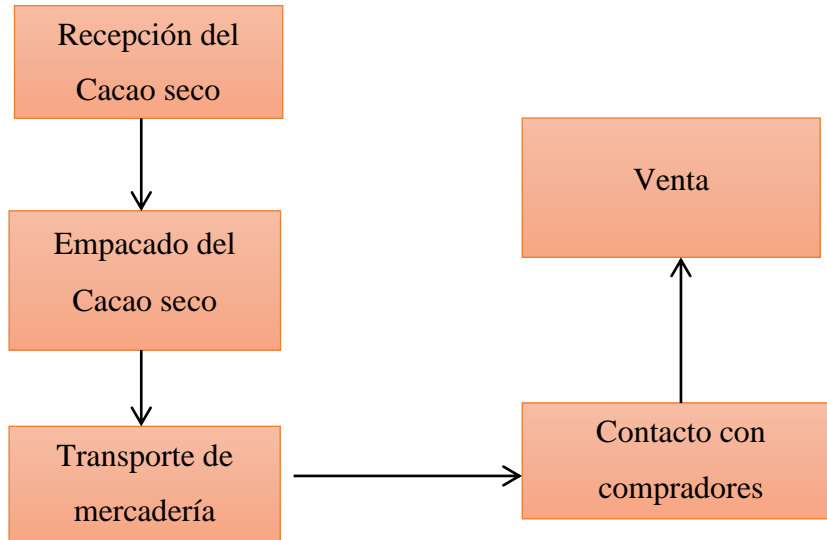 Recepción del
Cacao seco
Empacado del
Cacao seco
Transporte de
mercadería
Contacto con
compradores
Venta